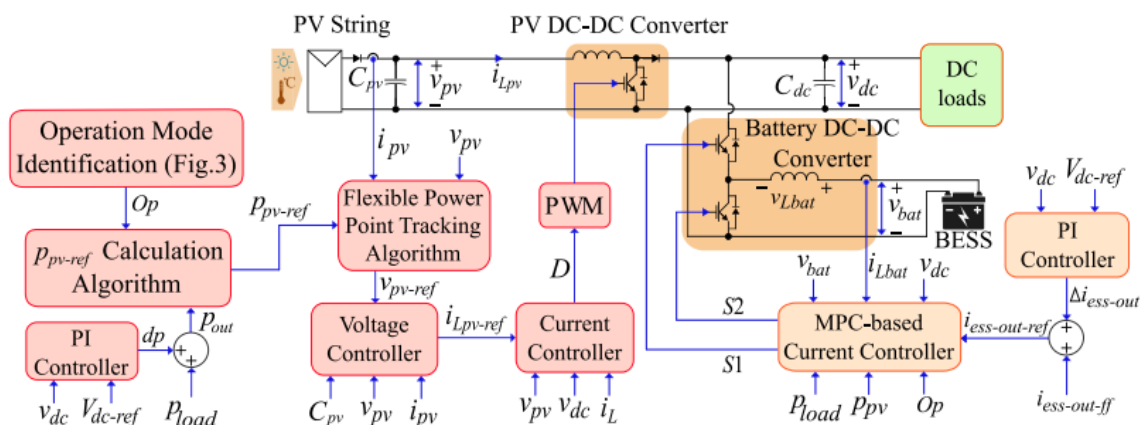 PV String
PV DC-DC Converter
°C
C_pv
+
v_pv
−
i_Lpv
C_dc
+
v_dc
−
DC
loads
Operation Mode
Identification (Fig.3)
Op
i_pv
v_pv
Battery DC-DC
Converter
− v_Lbat +
+
v_bat
−
BESS
v_dc
V_dc-ref
p_pv-ref Calculation
Algorithm
p_pv-ref
Flexible Power
Point Tracking
Algorithm
PWM
PI
Controller
v_pv-ref
D
v_bat
i_Lbat
v_dc
Δi_ess-out
p_out
PI
Controller
dp
+
+
Voltage
Controller
i_Lpv-ref
Current
Controller
S2
S1
MPC-based
Current Controller
i_ess-out-ref
+
+
v_dc
V_dc-ref
p_load
C_pv
v_pv
i_pv
v_pv
v_dc
i_L
p_load
p_pv
Op
i_ess-out-ff